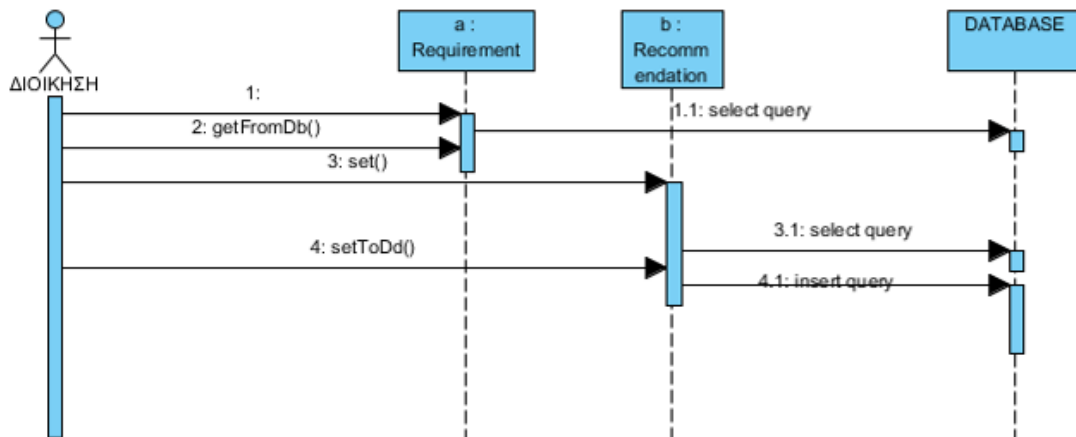 a :
Requirement
b :
Recomm
endation
DATABASE
ΔΙΟΙΚΗΣΗ
1:
1.1: select query
2: getFromDb()
3: set()
3.1: select query
4: setToDd()
4.1: insert query